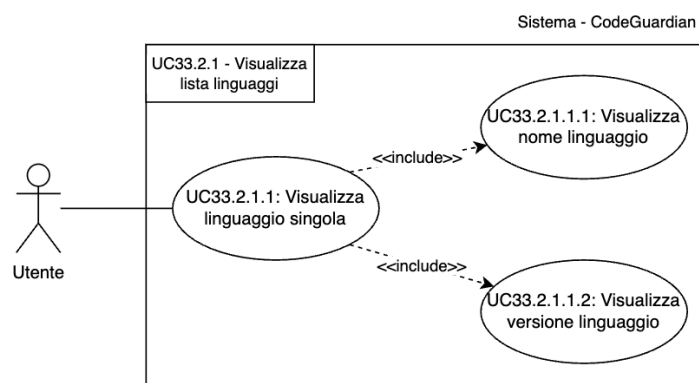 Sistema - CodeGuardian
UC33.2.1 - Visualizza
lista linguaggi
UC33.2.1.1.1: Visualizza
nome linguaggio
<<include>>
UC33.2.1.1: Visualizza
linguaggio singola
Utente
<<include>>
UC33.2.1.1.2: Visualizza
versione linguaggio